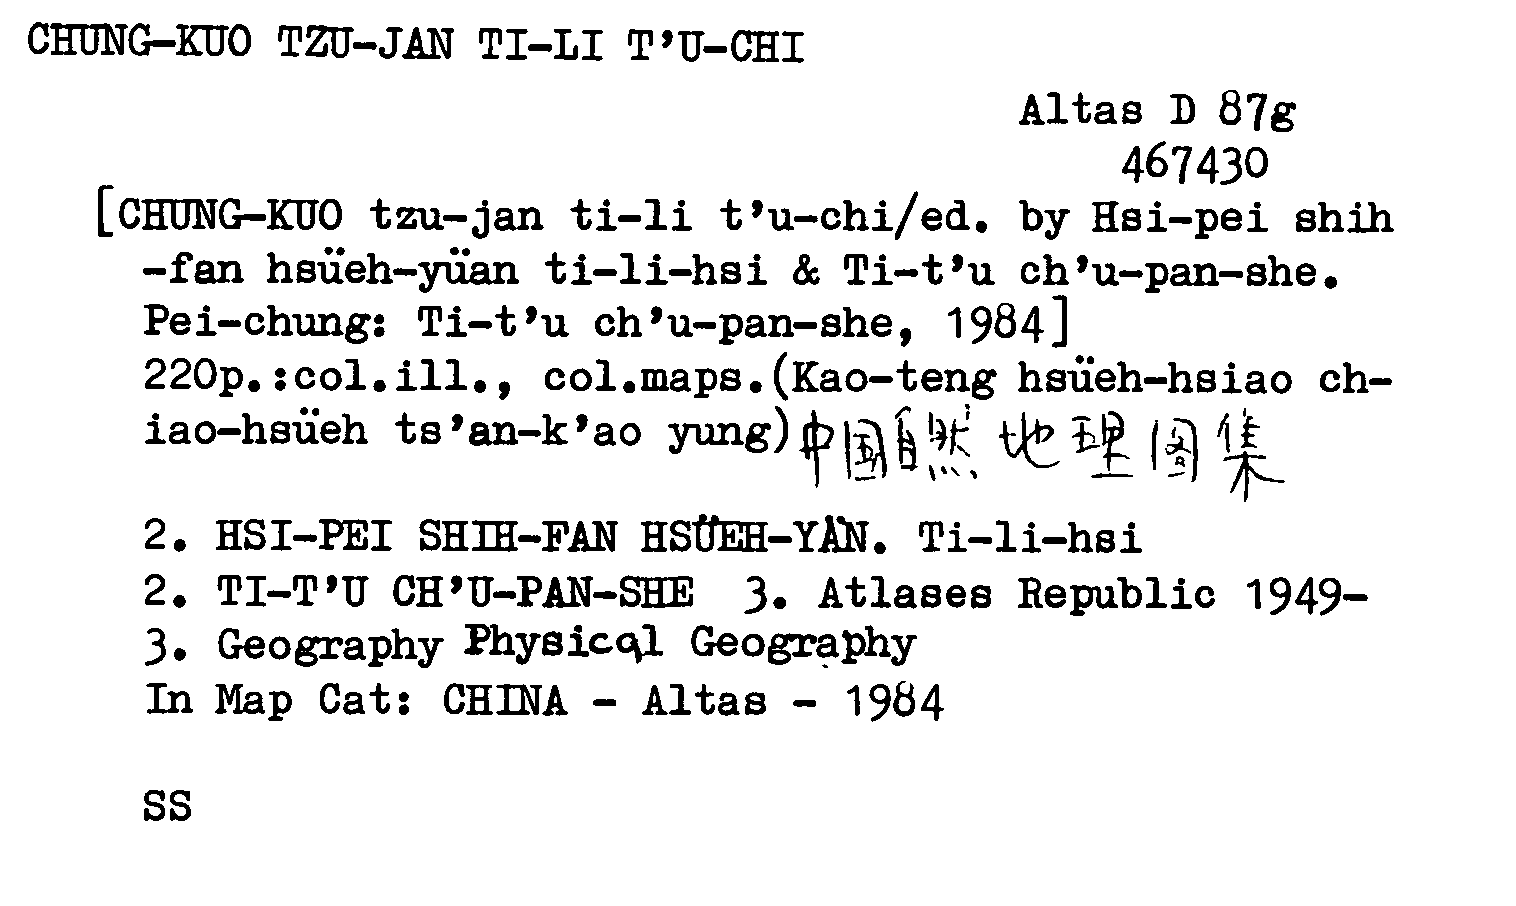 CHUNG-KUO TZU-JAN TI-LI T'U-CHI
Altas D 87g
467430
[CHUNG-KUO tzu-jan ti-li t'u-chi/ed. by Hsi-pei shih
-fan hsüeh-yüan ti-li-hsi & Ti-t'u ch'u-pan-she.
Pei-chung: Ti-t'u ch'u-pan-she, 1984]
220p.:col.ill., col.maps.(Kao-teng hsüeh-hsiao ch-
iao-hsüeh ts'an-k'ao yung)中国自然地理图集
2. HSI-PEI SHIH-FAN HSÜEH-YÄN. Ti-li-hsi
2. TI-T'U CH'U-PAN-SHE 3. Atlases Republic 1949-
3. Geography Physical Geography
In Map Cat: CHINA - Altas - 1984
SS